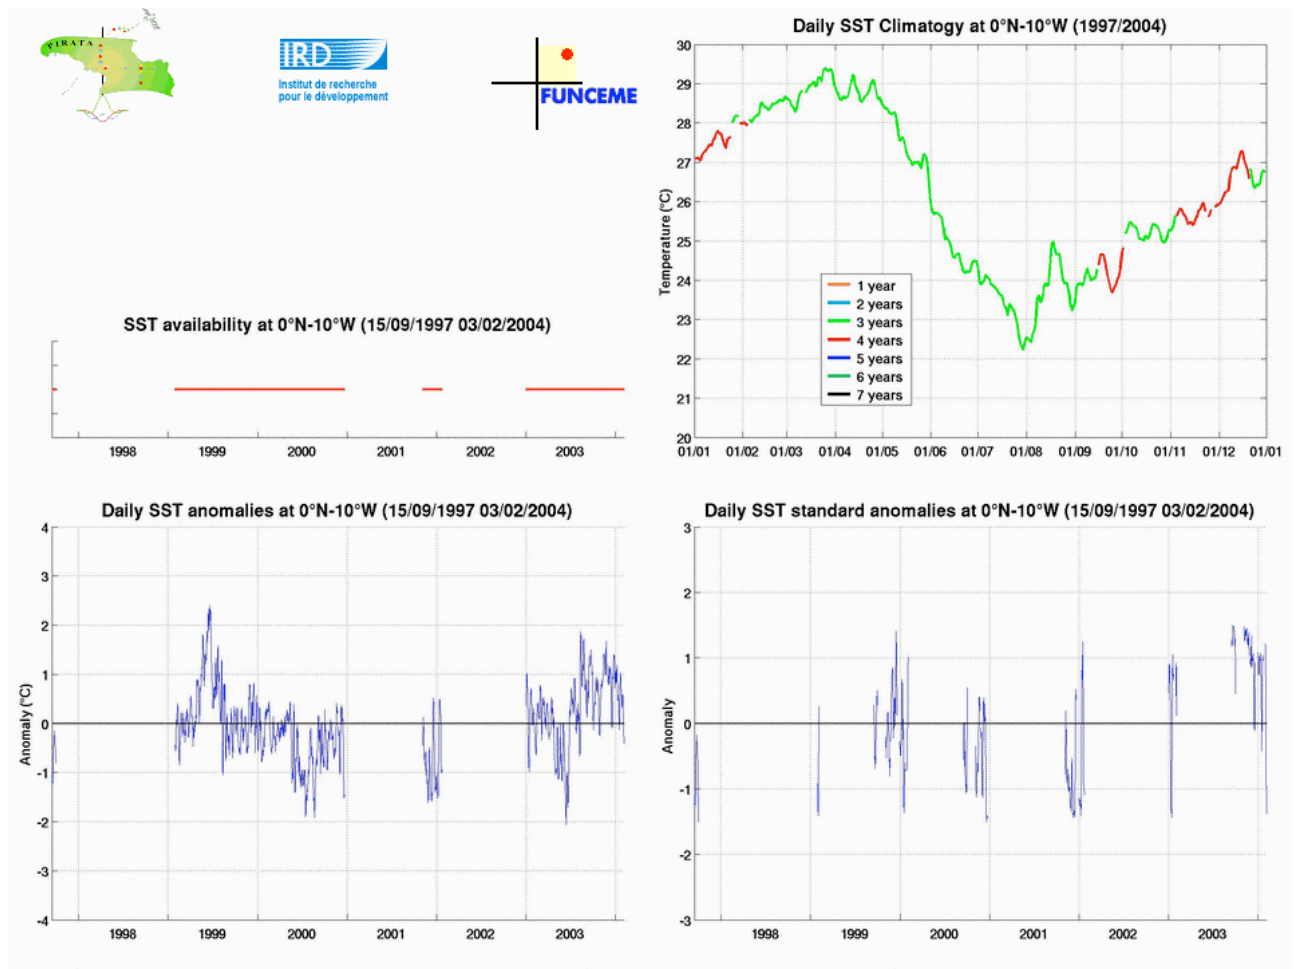 PIRATA
IRD
Institut de recherche
pour le développement
FUNCEME
Daily SST Climatogy at 0°N-10°W (1997/2004)
Temperature (°C)
30
29
28
27
26
25
24
23
22
21
20
1 year
2 years
3 years
4 years
5 years
6 years
7 years
01/01 01/02 01/03 01/04 01/05 01/06 01/07 01/08 01/09 01/10 01/11 01/12 01/01
SST availability at 0°N-10°W (15/09/1997 03/02/2004)
1998 1999 2000 2001 2002 2003
Daily SST anomalies at 0°N-10°W (15/09/1997 03/02/2004)
Anomaly (°C)
4
3
2
1
0
-1
-2
-3
-4
1998 1999 2000 2001 2002 2003
Daily SST standard anomalies at 0°N-10°W (15/09/1997 03/02/2004)
Anomaly
3
2
1
0
-1
-2
-3
1998 1999 2000 2001 2002 2003